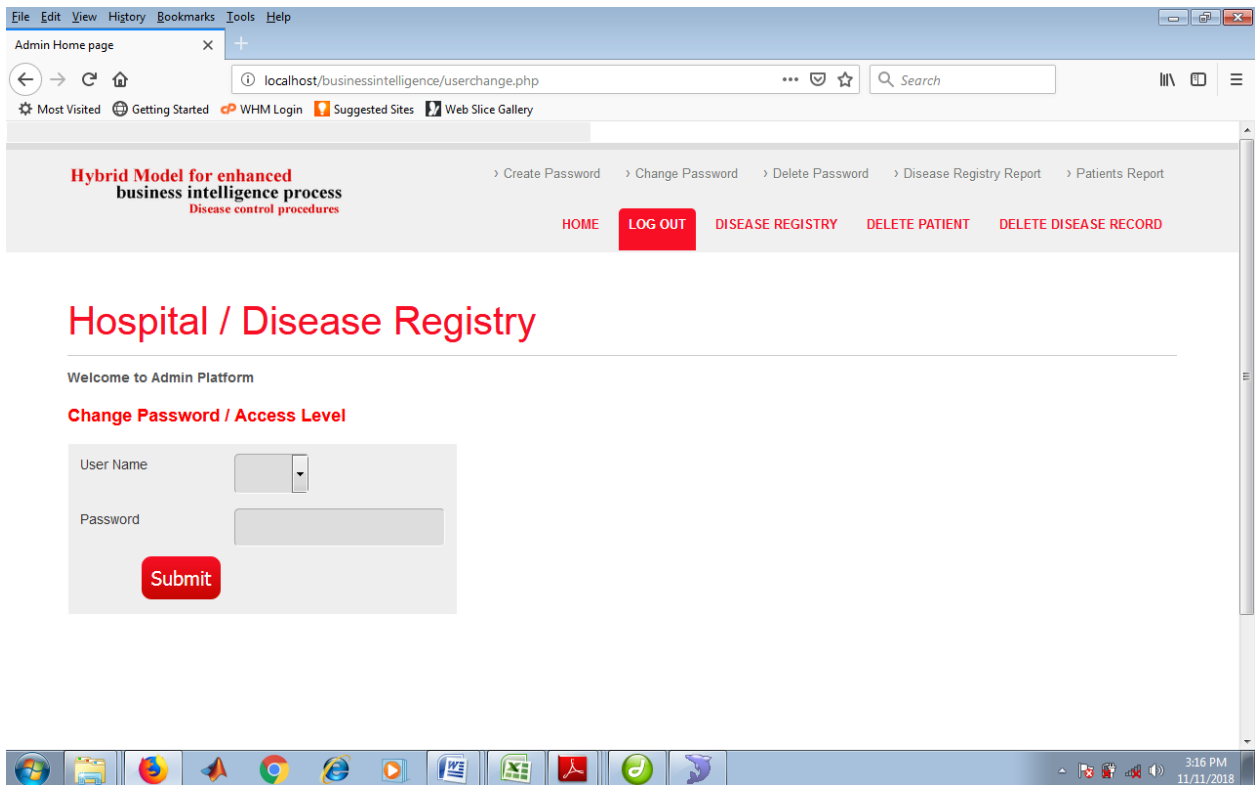 File Edit View History Bookmarks Tools Help
Admin Home page
localhost/businessintelligence/userchange.php
Search
Most Visited Getting Started cP WHM Login Suggested Sites Web Slice Gallery
Hybrid Model for enhanced
business intelligence process
Disease control procedures
› Create Password › Change Password › Delete Password › Disease Registry Report › Patients Report
HOME LOG OUT DISEASE REGISTRY DELETE PATIENT DELETE DISEASE RECORD
Hospital / Disease Registry
Welcome to Admin Platform
Change Password / Access Level
User Name
Password
Submit
3:16 PM
11/11/2018